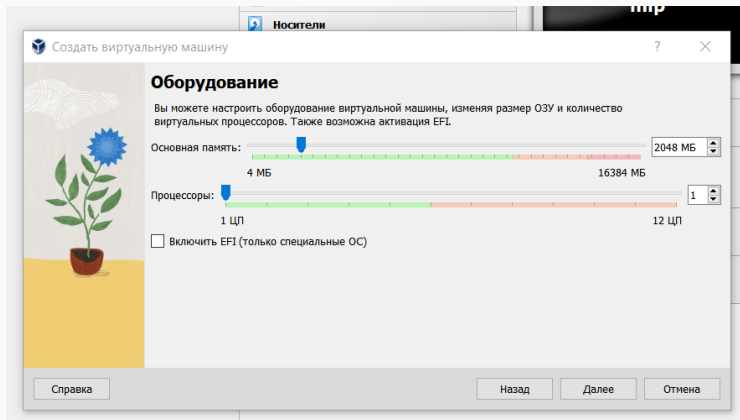 Носители
Создать виртуальную машину
?
Оборудование
Вы можете настроить оборудование виртуальной машины, изменяя размер ОЗУ и количество
виртуальных процессоров. Также возможна активация EFI.
Основная память:
2048 МБ
4 МБ
16384 МБ
Процессоры:
1
1 ЦП
12 ЦП
Включить EFI (только специальные ОС)
Справка
Назад
Далее
Отмена